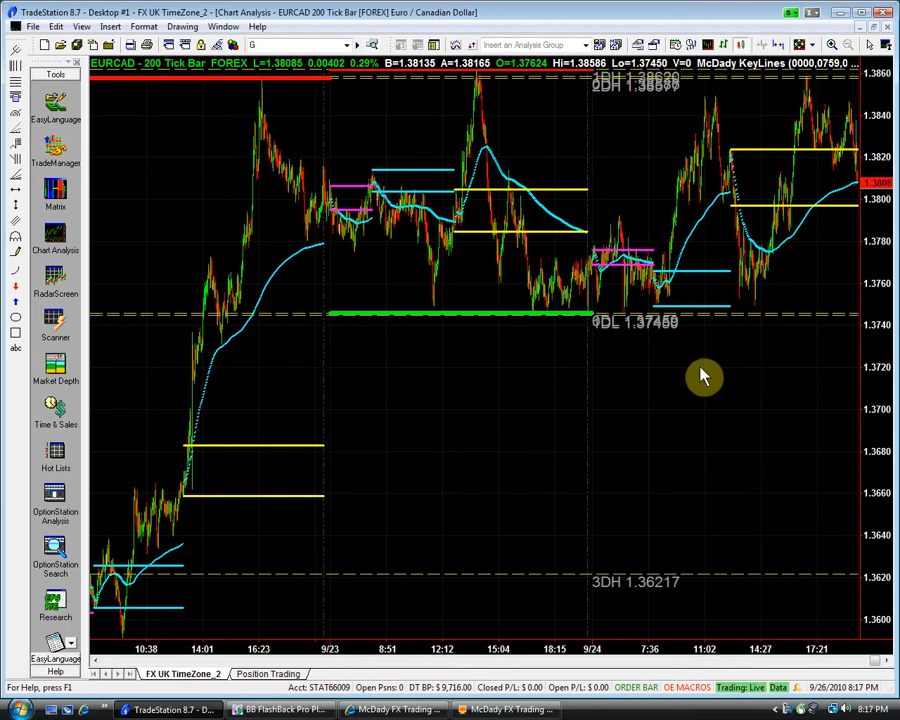 TradeStation 8.7 - Desktop #1 - FX UK TimeZone_2 - [Chart Analysis - EURCAD 200 Tick Bar [FOREX] Euro / Canadian Dollar]
File Edit View Insert Format Drawing Window Help
G
Insert an Analysis Group
Tools
EURCAD - 200 Tick Bar FOREX L=1.38085 0.00402 0.29% B=1.38135 A=1.38165 O=1.37624 Hi=1.38586 Lo=1.37450 V=0 McDady KeyLines (0000,0759,0 ...
EasyLanguage
TradeManager
Matrix
Chart Analysis
RadarScreen
Scanner
Market Depth
Time & Sales
Hot Lists
OptionStation
Analysis
OptionStation
Search
Research
EasyLanguage
Help
abc
1DH 1.38620
1DL 1.37450
3DH 1.36217
1.3860
1.3840
1.3820
1.3808
1.3800
1.3780
1.3760
1.3740
1.3720
1.3700
1.3680
1.3660
1.3640
1.3620
1.3600
10:38 14:01 16:23 9/23 8:51 12:53 15:04 18:15 9/24 7:36 11:02 14:27 17:21
FX UK TimeZone_2 Position Trading
For Help, press F1
Acct: STAT66009 Open Psns: 0 DT BP: $9,716.00 Closed P/L: $ 0.00 Open P/L: $ 0.00 ORDER BAR OE MACROS Trading: Live Data 9/26/2010 8:17 PM
TradeStation 8.7 - D...
BB FlashBack Pro Pl...
McDady FX Trading ...
McDady FX Trading ...
8:17 PM